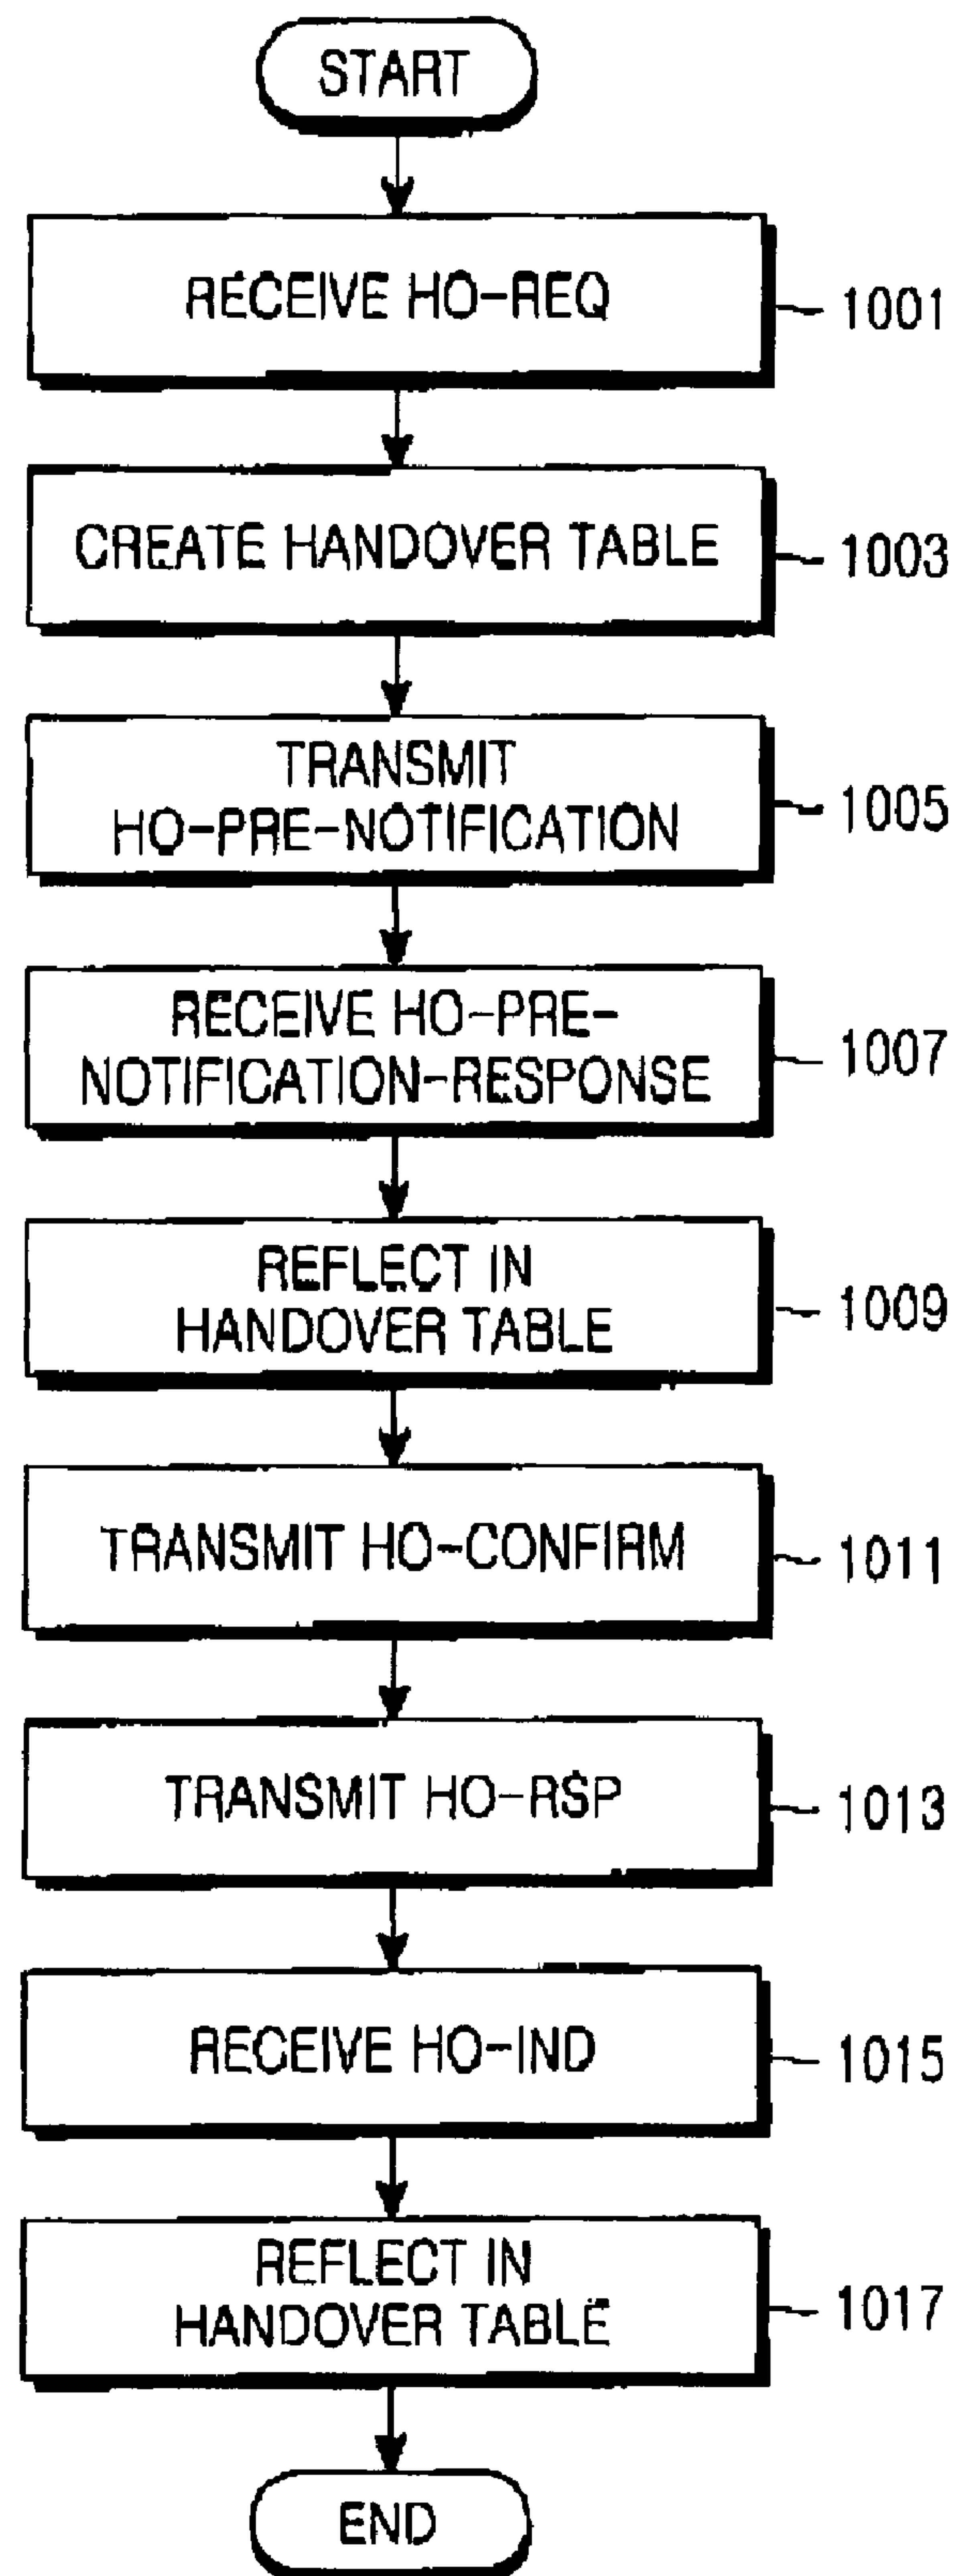 START
RECEIVE HO-REQ
1001
CREATE HANDOVER TABLE
1003
TRANSMIT
HO-PRE-NOTIFICATION
1005
RECEIVE HO-PRE-
NOTIFICATION-RESPONSE
1007
REFLECT IN
HANDOVER TABLE
1009
TRANSMIT HO-CONFIRM
1011
TRANSMIT HO-RSP
1013
RECEIVE HO-IND
1015
REFLECT IN
HANDOVER TABLE
1017
END